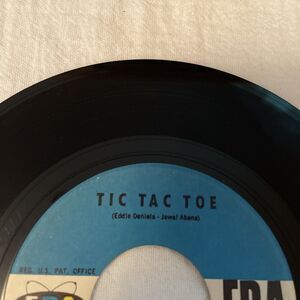 TIC TAC TOE
(Eddie Daniels - Jewel Akens)
REG. U.S. PAT. OFFICE
ERA